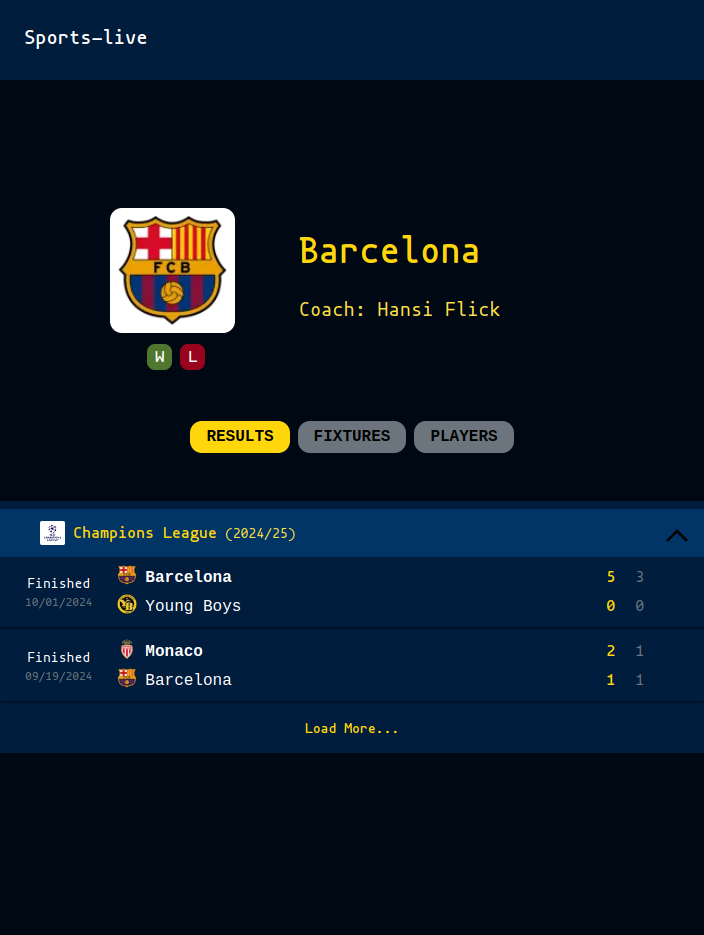 Sports-live
FCB
Barcelona
Coach: Hansi Flick
W L
RESULTS FIXTURES PLAYERS
Champions League (2024/25)
Finished
10/01/2024
Barcelona 5 3
Young Boys 0 0
Finished
09/19/2024
Monaco 2 1
Barcelona 1 1
Load More...